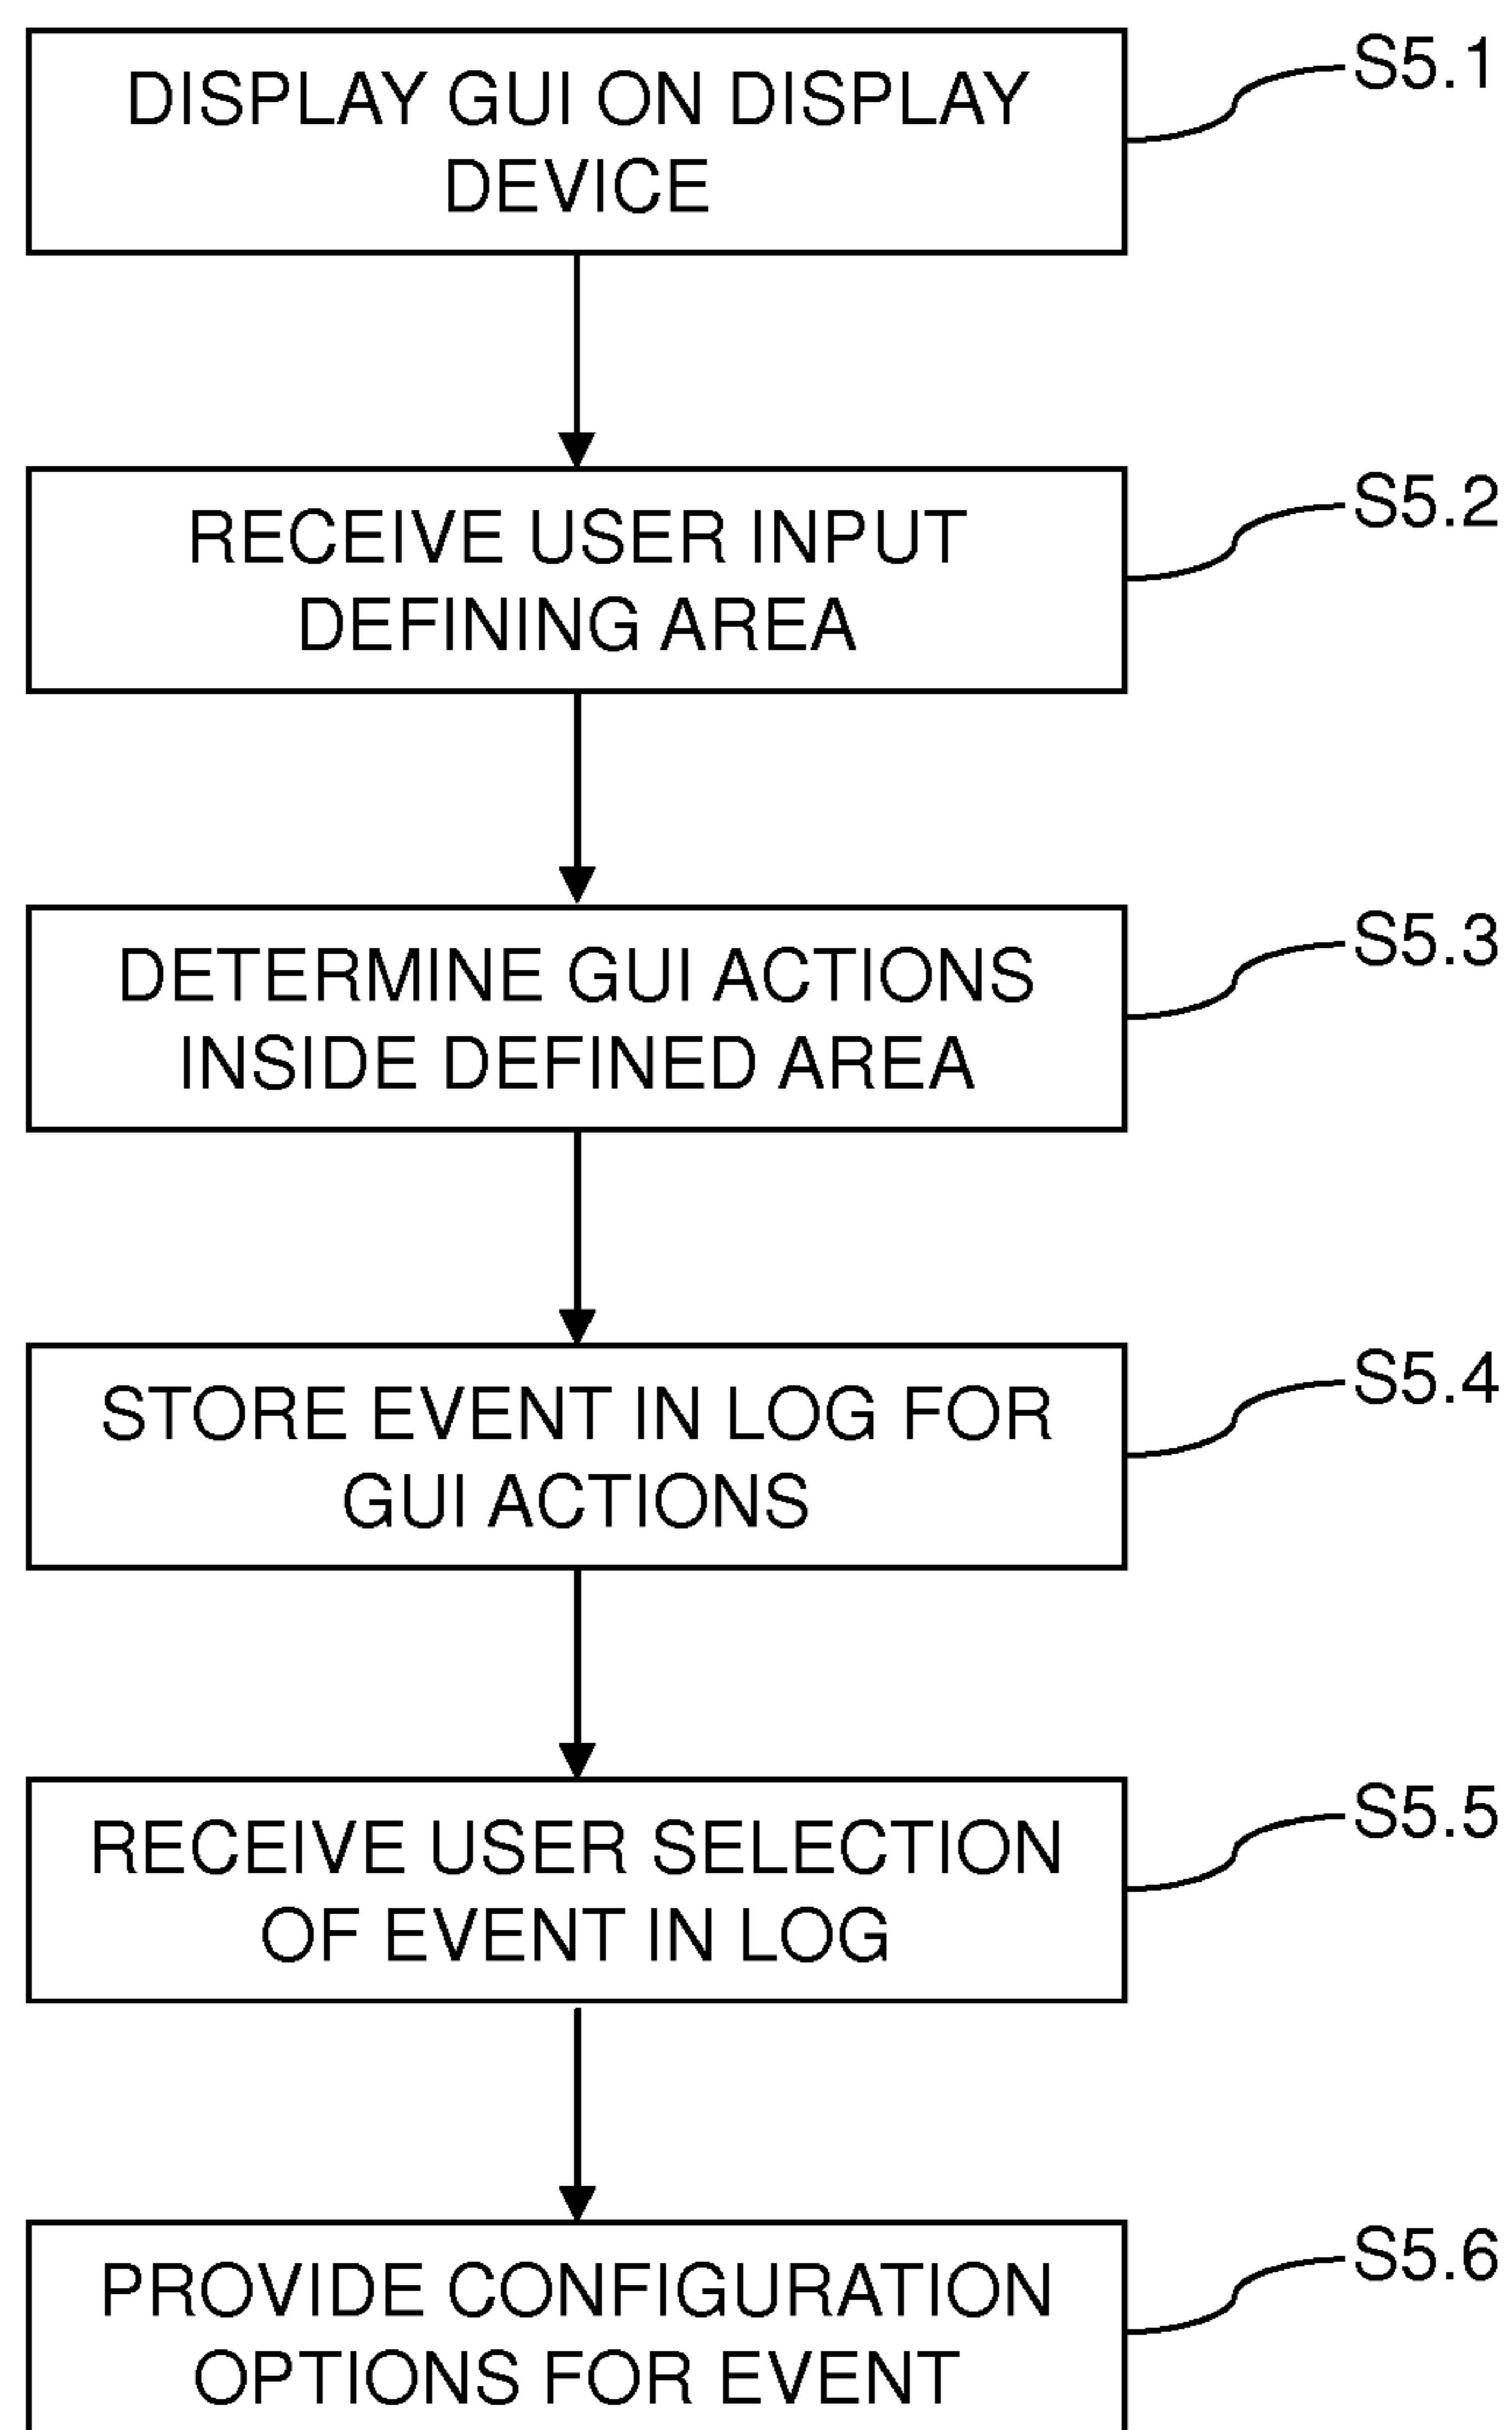 DISPLAY GUI ON DISPLAY
DEVICE
S5.1
RECEIVE USER INPUT
DEFINING AREA
S5.2
DETERMINE GUI ACTIONS
INSIDE DEFINED AREA
S5.3
STORE EVENT IN LOG FOR
GUI ACTIONS
S5.4
RECEIVE USER SELECTION
OF EVENT IN LOG
S5.5
PROVIDE CONFIGURATION
OPTIONS FOR EVENT
S5.6